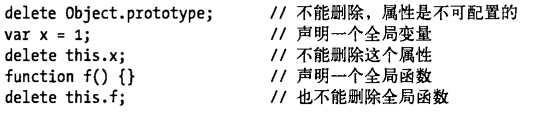 delete Object.prototype; // 不能删除，属性是不可配置的
var x = 1; // 声明一个全局变量
delete this.x; // 不能删除这个属性
function f() {} // 声明一个全局函数
delete this.f; // 也不能删除全局函数